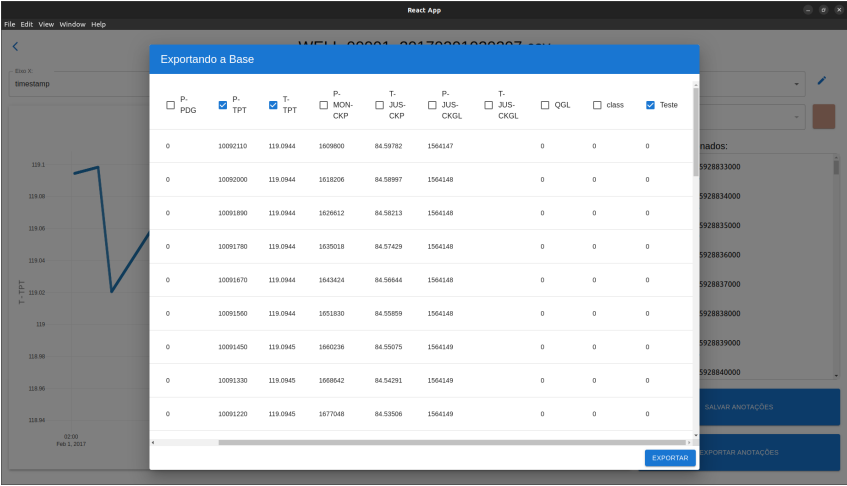 React App
File Edit View Window Help
Exportando a Base
Eixo X:
timestamp
P-PDG P-TPT T-TPT P-MON-CKP T-JUS-CKP P-JUS-CKGL T-JUS-CKGL QGL class Teste
0 10092110 119.0944 1609800 84.59782 1564147 0 0 0
0 10092000 119.0944 1618206 84.58997 1564148 0 0 0
0 10091890 119.0944 1626612 84.58213 1564148 0 0 0
0 10091780 119.0944 1635018 84.57429 1564148 0 0 0
0 10091670 119.0944 1643424 84.56644 1564148 0 0 0
0 10091560 119.0944 1651830 84.55859 1564148 0 0 0
0 10091450 119.0945 1660236 84.55075 1564149 0 0 0
0 10091330 119.0945 1668642 84.54291 1564149 0 0 0
0 10091220 119.0945 1677048 84.53506 1564149 0 0 0
EXPORTAR
T - TPT
119.1
119.08
119.06
119.04
119.02
119
118.98
118.96
118.94
02:00
Feb 1, 2017
nados:
5928833000
5928834000
5928835000
5928836000
5928837000
5928838000
5928839000
5928840000
SALVAR ANOTAÇÕES
EXPORTAR ANOTAÇÕES